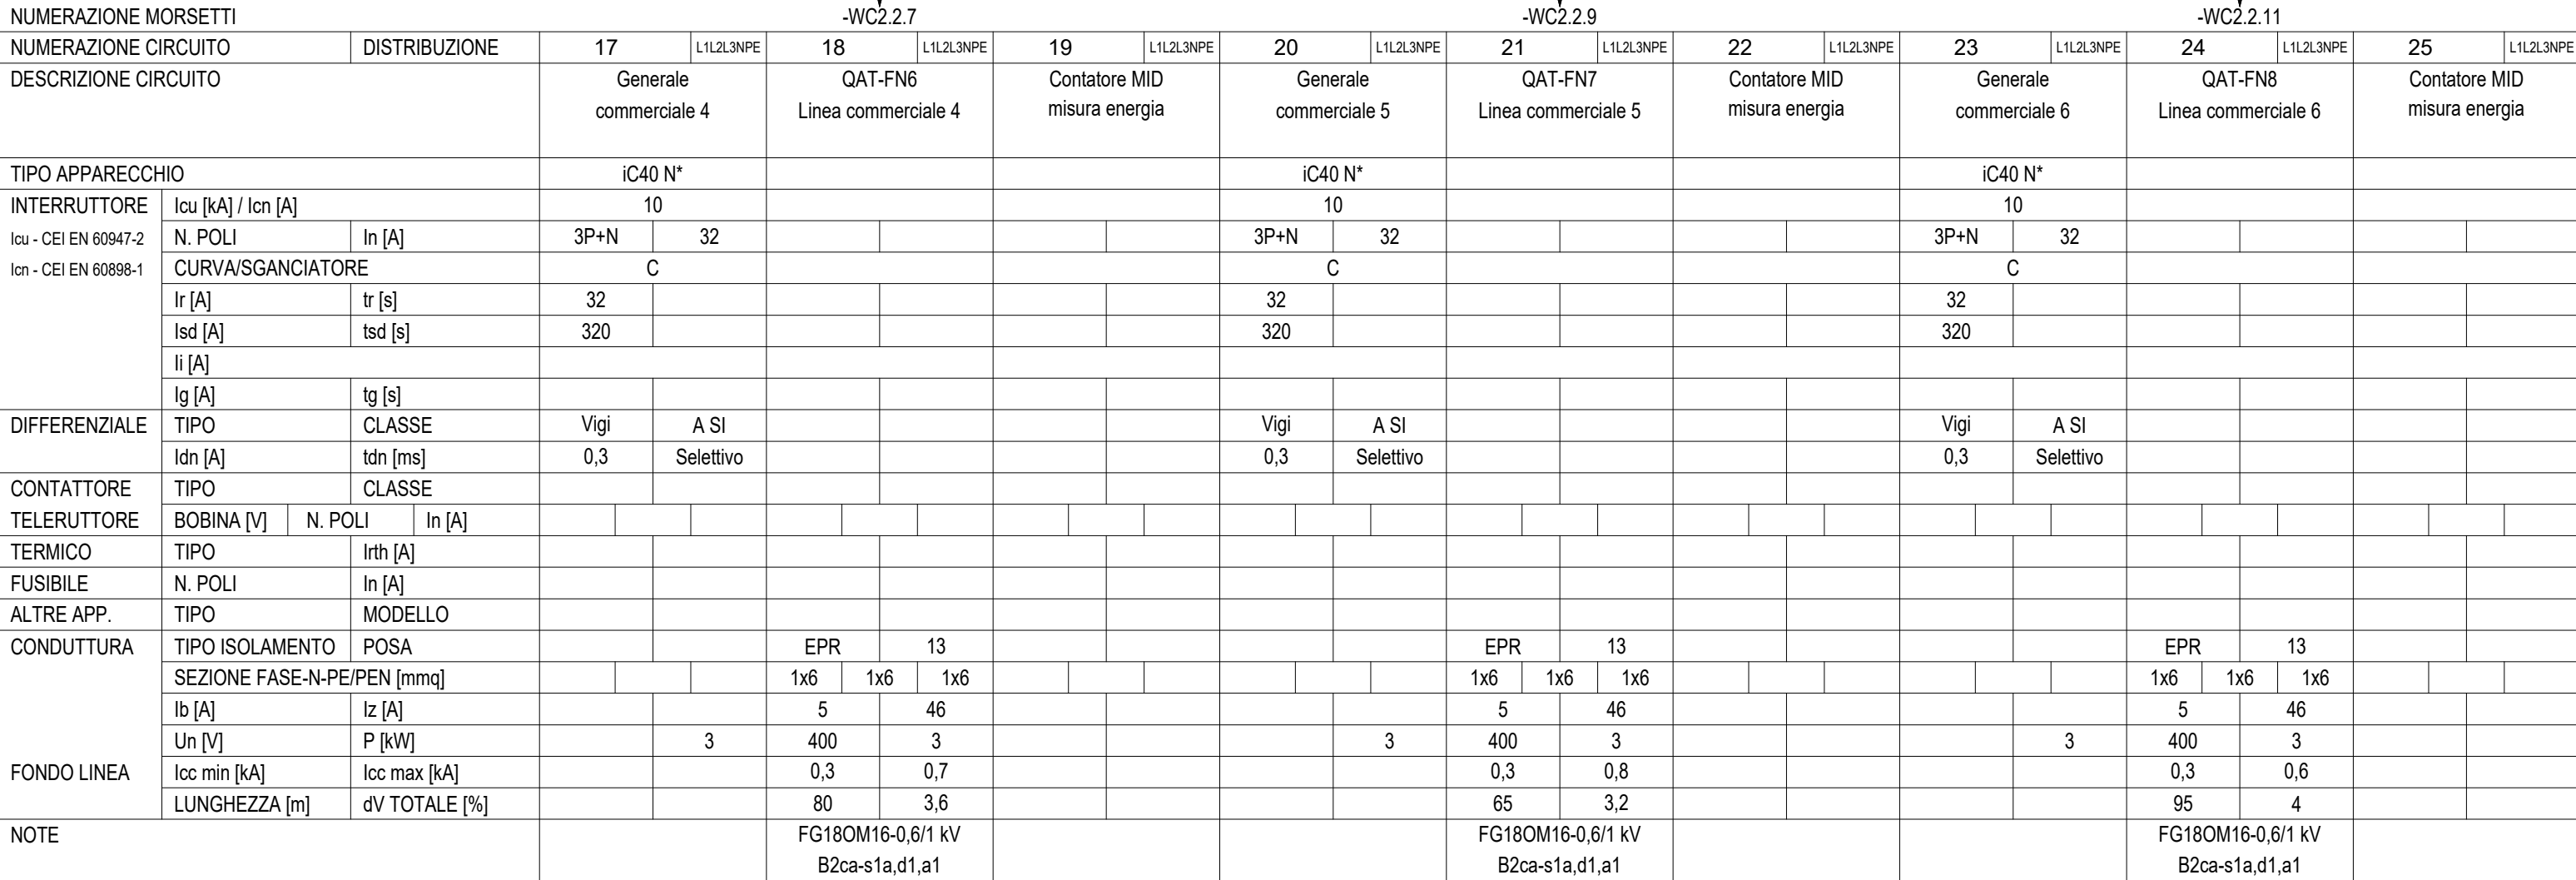 NUMERAZIONE MORSETTI -WC2.2.7 -WC2.2.9 -WC2.2.11
NUMERAZIONE CIRCUITO DISTRIBUZIONE 17 L1L2L3NPE 18 L1L2L3NPE 19 L1L2L3NPE 20 L1L2L3NPE 21 L1L2L3NPE 22 L1L2L3NPE 23 L1L2L3NPE 24 L1L2L3NPE 25 L1L2L3NPE
DESCRIZIONE CIRCUITO Generale QAT-FN6 Contatore MID Generale QAT-FN7 Contatore MID Generale QAT-FN8 Contatore MID
commerciale 4 Linea commerciale 4 misura energia commerciale 5 Linea commerciale 5 misura energia commerciale 6 Linea commerciale 6 misura energia
TIPO APPARECCHIO iC40 N* iC40 N* iC40 N*
INTERRUTTORE Icu [kA] / Icn [A] 10 10 10
Icu - CEI EN 60947-2 N. POLI In [A] 3P+N 32 3P+N 32 3P+N 32
Icn - CEI EN 60898-1 CURVA/SGANCIATORE C C C
Ir [A] tr [s] 32 32 32
Isd [A] tsd [s] 320 320 320
Ii [A]
Ig [A] tg [s]
DIFFERENZIALE TIPO CLASSE Vigi A SI Vigi A SI Vigi A SI
Idn [A] tdn [ms] 0,3 Selettivo 0,3 Selettivo 0,3 Selettivo
CONTATTORE TIPO CLASSE
TELERUTTORE BOBINA [V] N. POLI In [A]
TERMICO TIPO Irth [A]
FUSIBILE N. POLI In [A]
ALTRE APP. TIPO MODELLO
CONDUTTURA TIPO ISOLAMENTO POSA EPR 13 EPR 13 EPR 13
SEZIONE FASE-N-PE/PEN [mmq] 1x6 1x6 1x6 1x6 1x6 1x6 1x6 1x6 1x6
Ib [A] Iz [A] 5 46 5 46 5 46
Un [V] P [kW] 3 400 3 3 400 3 3 400 3
FONDO LINEA Icc min [kA] Icc max [kA] 0,3 0,7 0,3 0,8 0,3 0,6
LUNGHEZZA [m] dV TOTALE [%] 80 3,6 65 3,2 95 4
NOTE FG18OM16-0,6/1 kV FG18OM16-0,6/1 kV FG18OM16-0,6/1 kV
B2ca-s1a,d1,a1 B2ca-s1a,d1,a1 B2ca-s1a,d1,a1